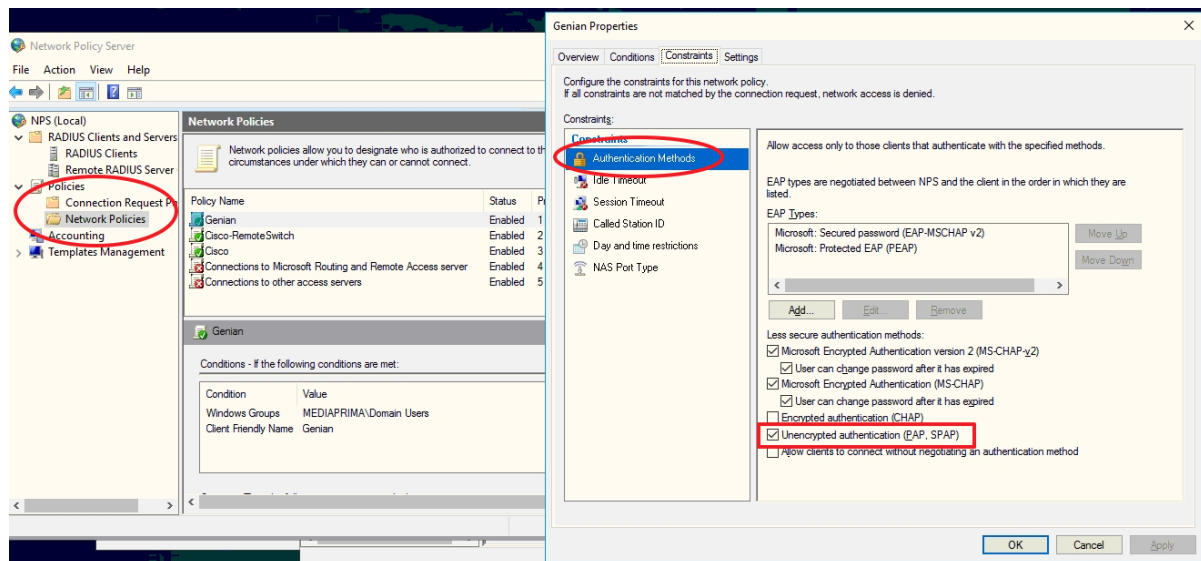 Network Policy Server
File Action View Help
NPS (Local)
RADIUS Clients and Servers
RADIUS Clients
Remote RADIUS Server
Policies
Connection Request Po
Network Policies
Accounting
Templates Management
Network Policies
Network policies allow you to designate who is authorized to connect to th
circumstances under which they can or cannot connect.
Policy Name Status P
Genian Enabled 1
Cisco-RemoteSwitch Enabled 2
Cisco Enabled 3
Connections to Microsoft Routing and Remote Access server Enabled 4
Connections to other access servers Enabled 5
Genian
Conditions - If the following conditions are met:
Condition Value
Windows Groups MEDIAPRIMA\Domain Users
Client Friendly Name Genian
Genian Properties
Overview Conditions Constraints Settings
Configure the constraints for this network policy.
If all constraints are not matched by the connection request, network access is denied.
Constraints:
Constraints
Authentication Methods
Idle Timeout
Session Timeout
Called Station ID
Day and time restrictions
NAS Port Type
Allow access only to those clients that authenticate with the specified methods.
EAP types are negotiated between NPS and the client in the order in which they are
listed.
EAP Types:
Microsoft: Secured password (EAP-MSCHAP v2)
Microsoft: Protected EAP (PEAP)
Move Up
Move Down
Add... Edit... Remove
Less secure authentication methods:
Microsoft Encrypted Authentication version 2 (MS-CHAP-v2)
User can change password after it has expired
Microsoft Encrypted Authentication (MS-CHAP)
User can change password after it has expired
Encrypted authentication (CHAP)
Unencrypted authentication (PAP, SPAP)
Allow clients to connect without negotiating an authentication method
OK Cancel Apply